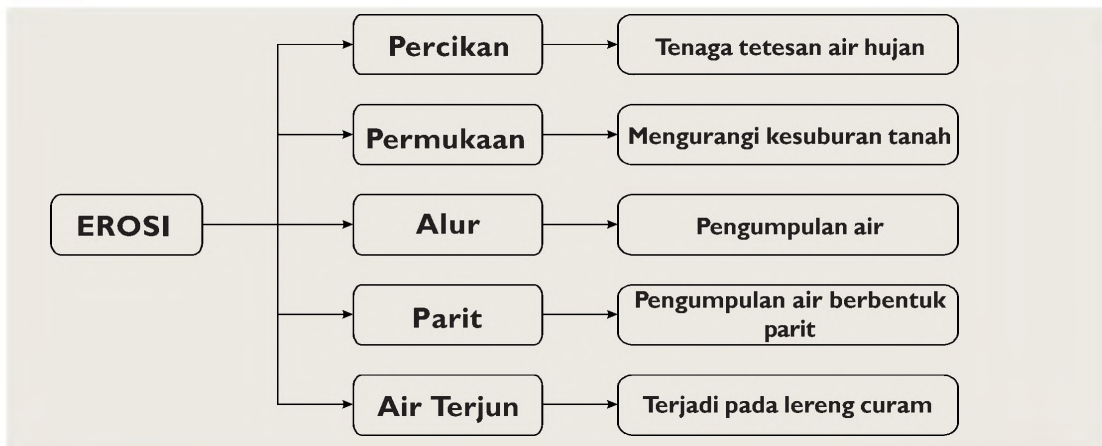 Percikan
Tenaga tetesan air hujan
Permukaan
Mengurangi kesuburan tanah
EROSI
Alur
Pengumpulan air
Parit
Pengumpulan air berbentuk
parit
Air Terjun
Terjadi pada lereng curam